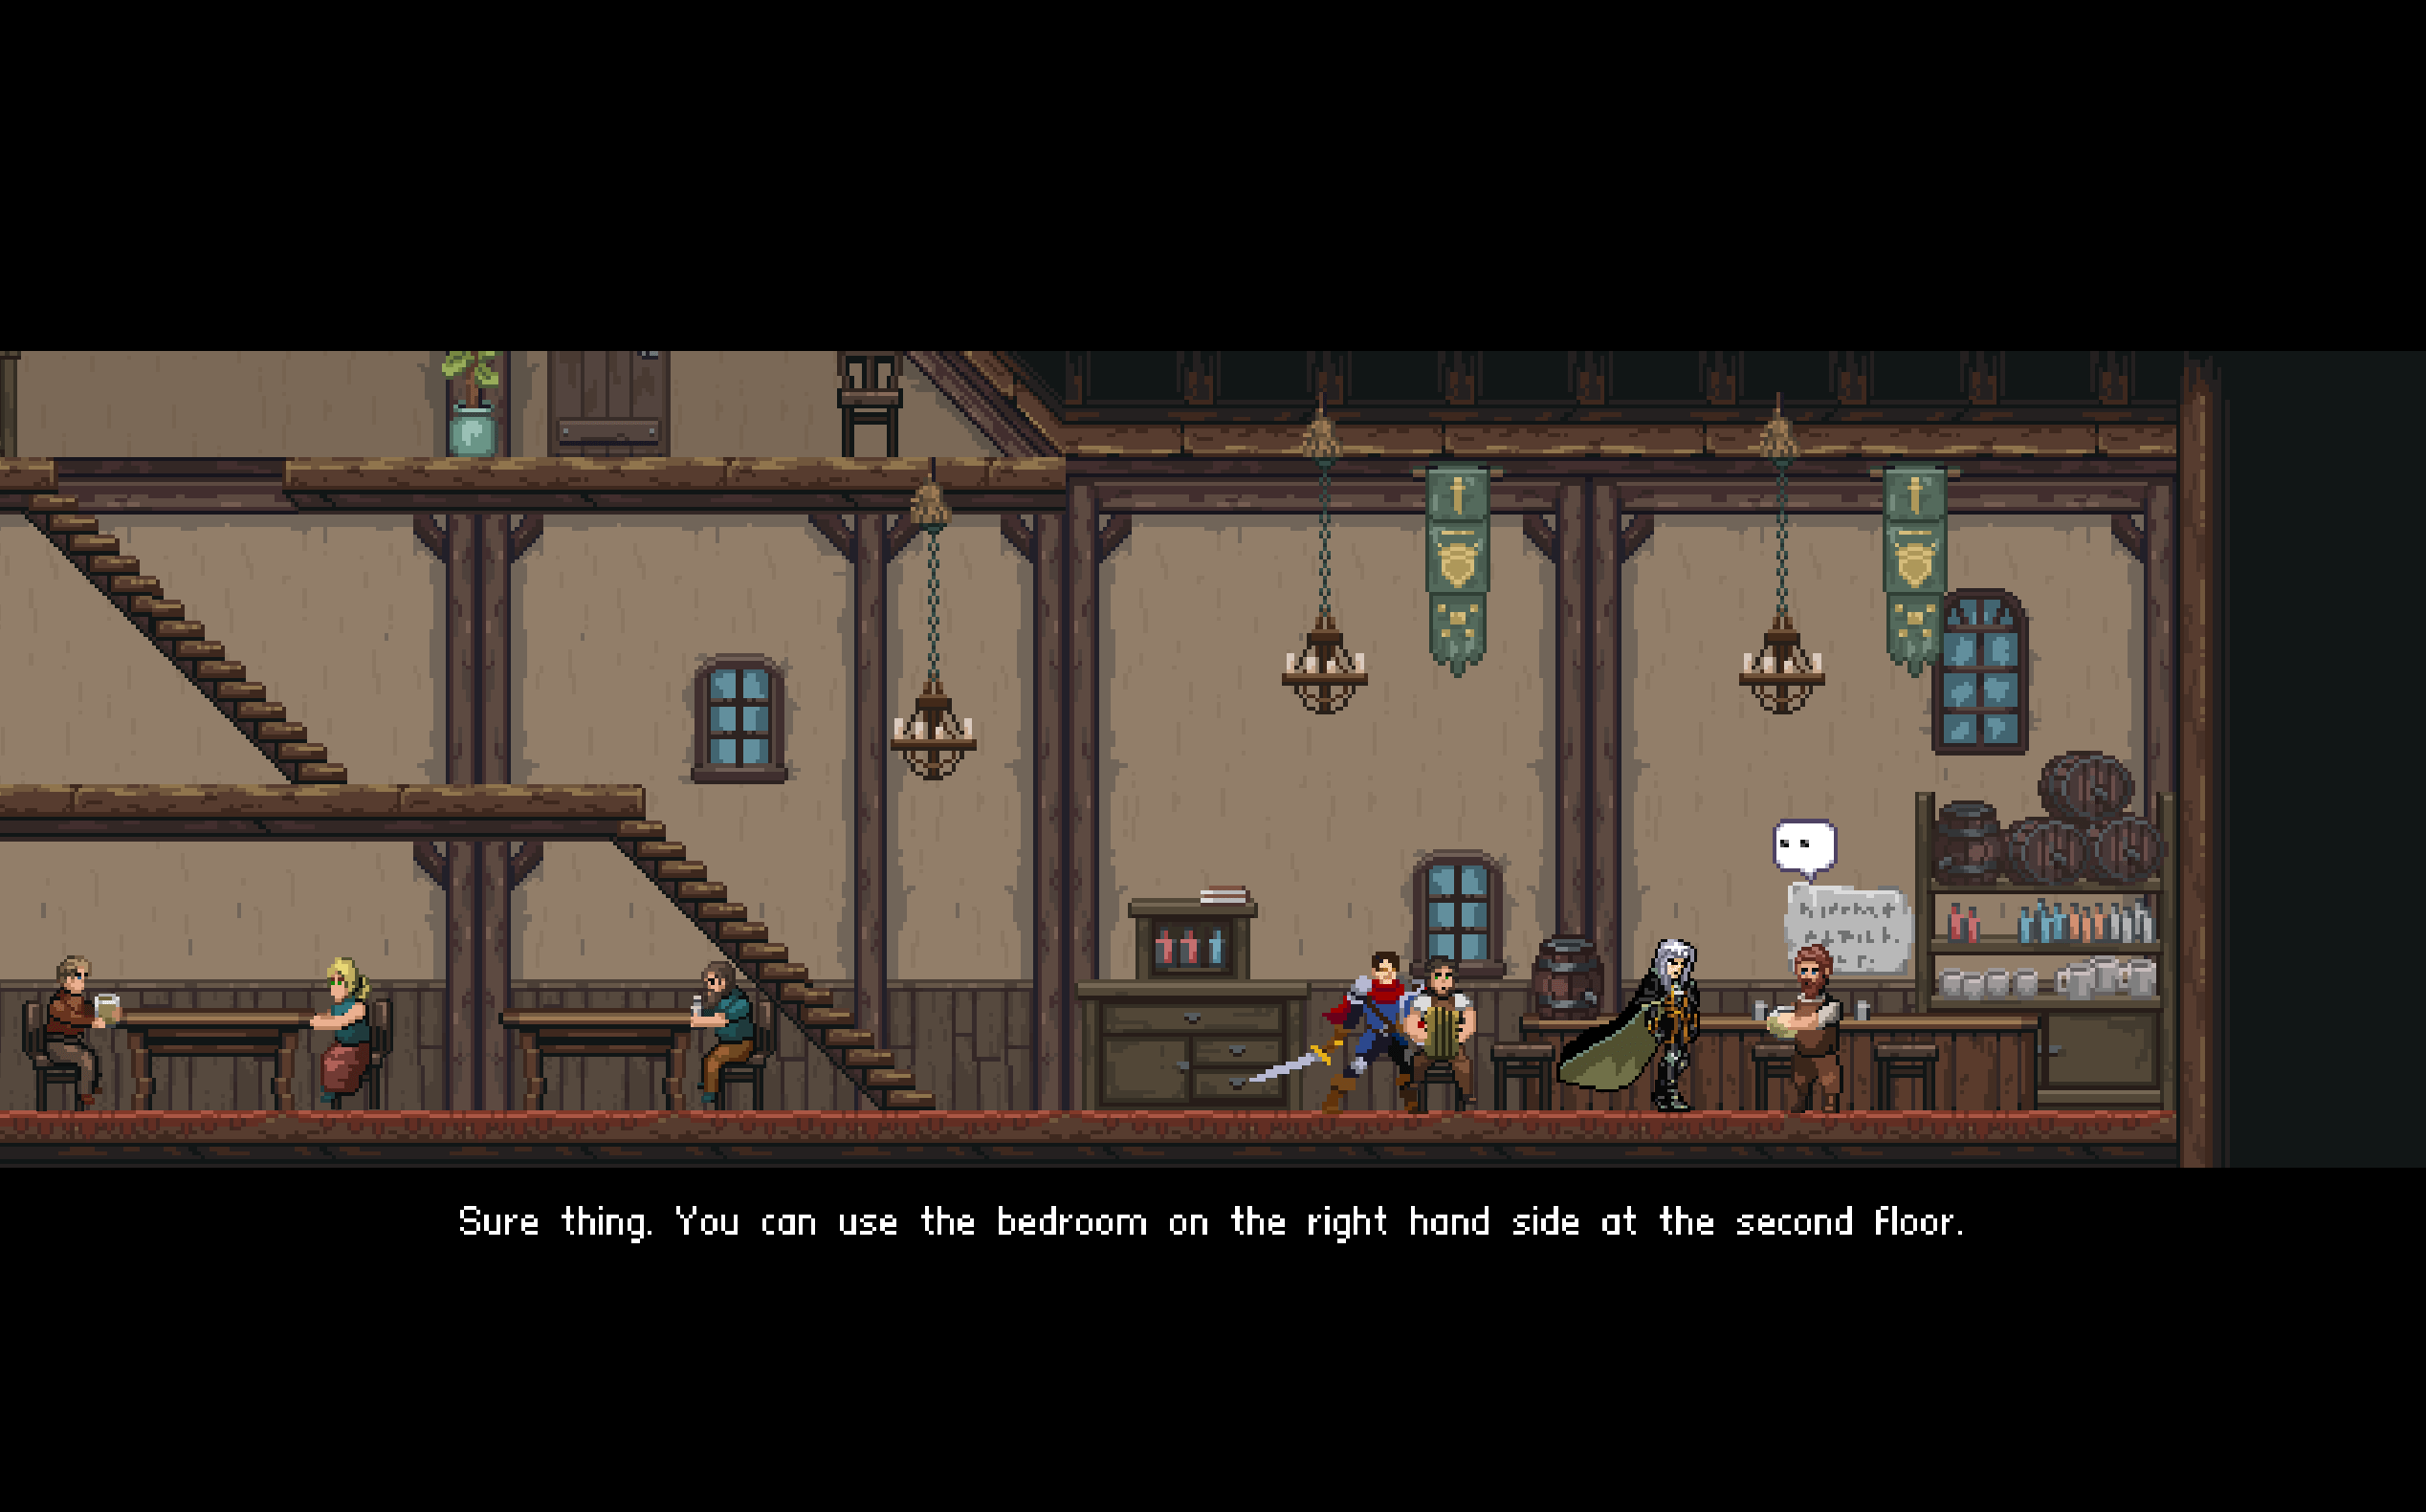 Sure thing. You can use the bedroom on the right hand side at the second floor.